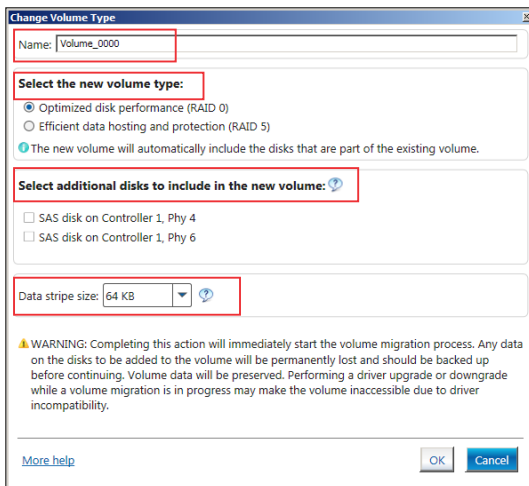 Change Volume Type
Name: Volume_0000
Select the new volume type:
Optimized disk performance (RAID 0)
Efficient data hosting and protection (RAID 5)
The new volume will automatically include the disks that are part of the existing volume.
Select additional disks to include in the new volume:
SAS disk on Controller 1, Phy 4
SAS disk on Controller 1, Phy 6
Data stripe size: 64 KB
WARNING: Completing this action will immediately start the volume migration process. Any data
on the disks to be added to the volume will be permanently lost and should be backed up
before continuing. Volume data will be preserved. Performing a driver upgrade or downgrade
while a volume migration is in progress may make the volume inaccessible due to driver
incompatibility.
More help
OK
Cancel